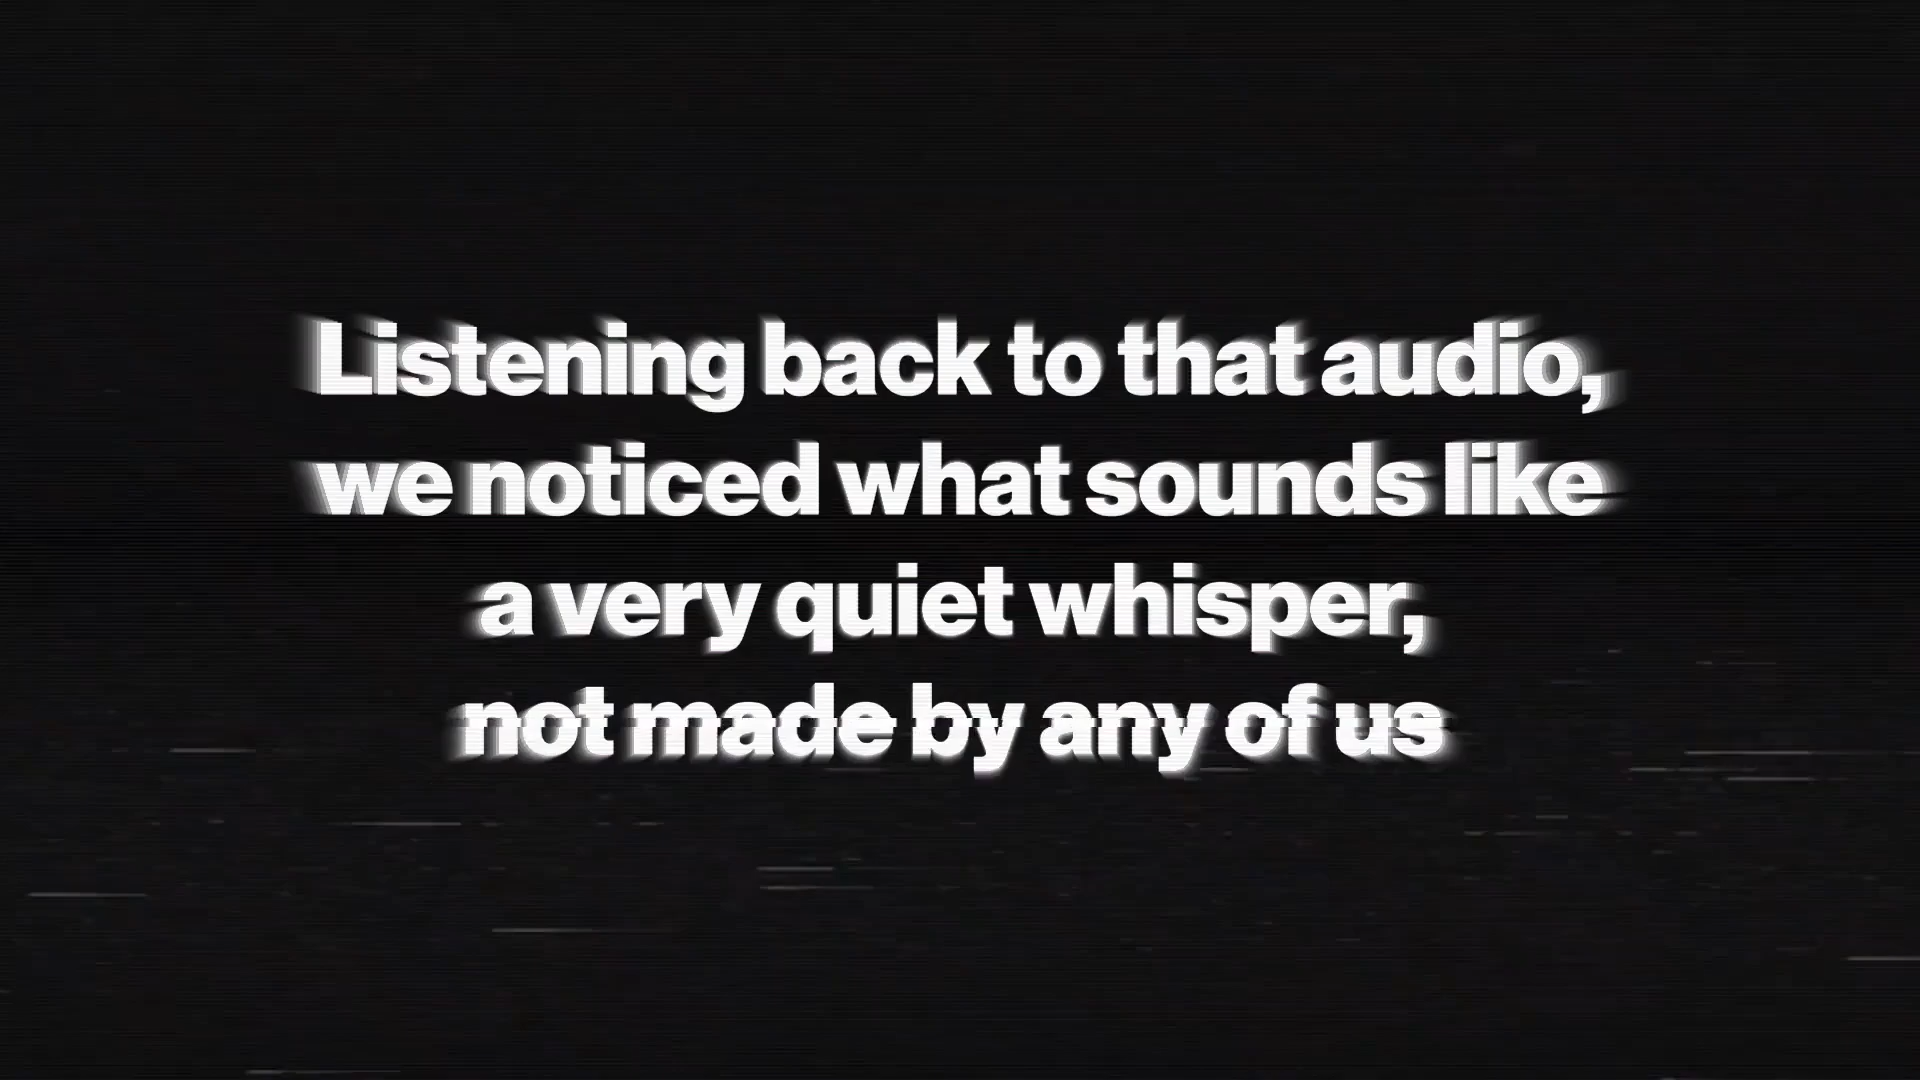 Listening back to that audio,
we noticed what sounds like
a very quiet whisper,
not made by any of us